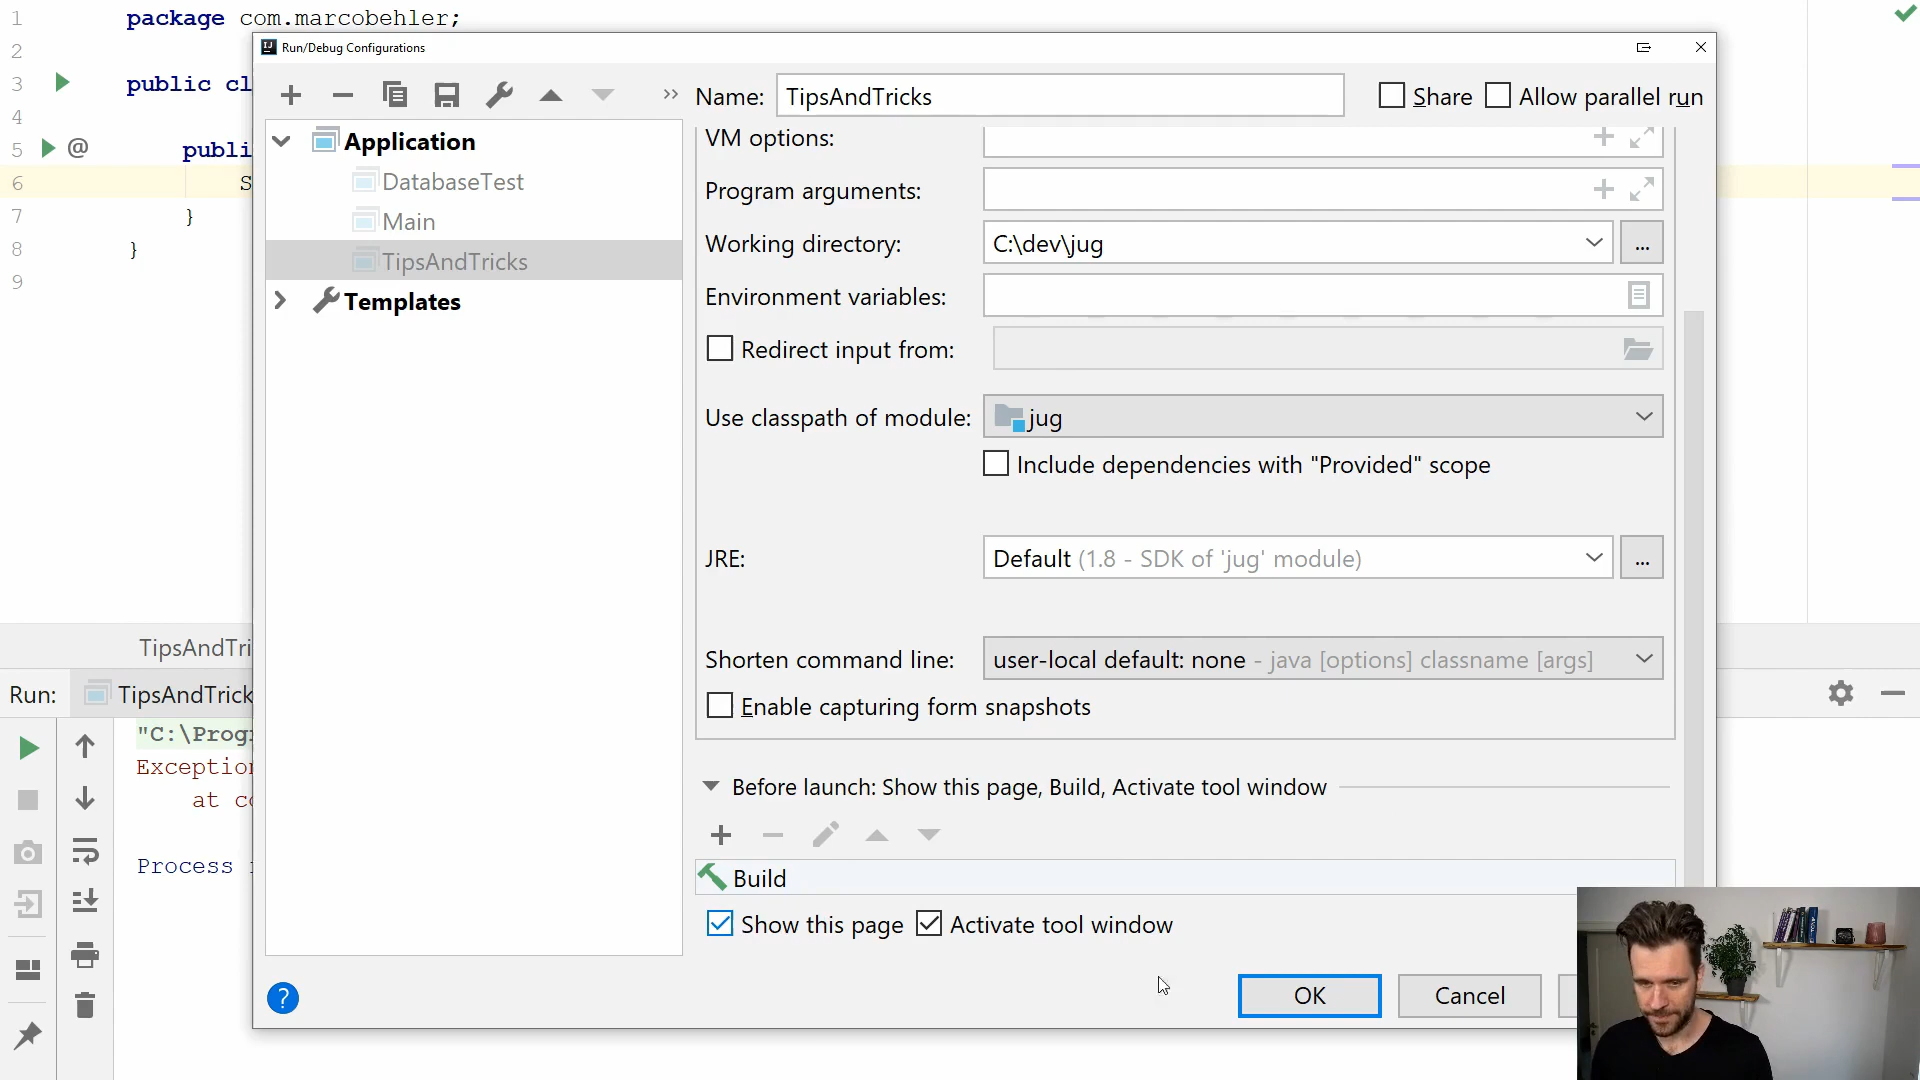 1 package com.marcobehler;
2
3 public cl
4
5 @ publi
6 S
7 }
8 }
9
Run/Debug Configurations
Name: TipsAndTricks Share Allow parallel run
Application
DatabaseTest
Main
TipsAndTricks
Templates
VM options:
Program arguments:
Working directory: C:\dev\jug ...
Environment variables:
Redirect input from:
Use classpath of module: jug
Include dependencies with "Provided" scope
JRE: Default (1.8 - SDK of 'jug' module) ...
Shorten command line: user-local default: none - java [options] classname [args]
Enable capturing form snapshots
Before launch: Show this page, Build, Activate tool window
Build
Show this page Activate tool window
? OK Cancel
TipsAndTri
Run: TipsAndTrick
"C:\Progr
Exception
at co
Process